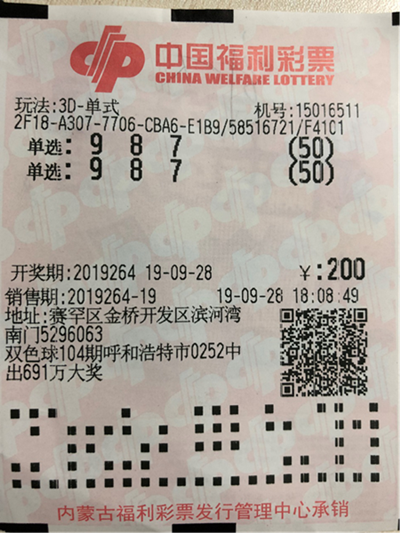 中国福利彩票
CHINA WELFARE LOTTERY
玩法:3D-单式 机号:15016511
2F18-A307-7706-CBA6-E1B9/58516721/F4101
单选: 9 8 7 (50)
单选: 9 8 7 (50)
开奖期:2019264 19-09-28 ¥:200
销售期:2019264-19 19-09-28 18:08:49
地址:赛罕区金桥开发区滨河湾
南门5296063
双色球104期呼和浩特市0252中
出691万大奖
内蒙古福利彩票发行管理中心承销